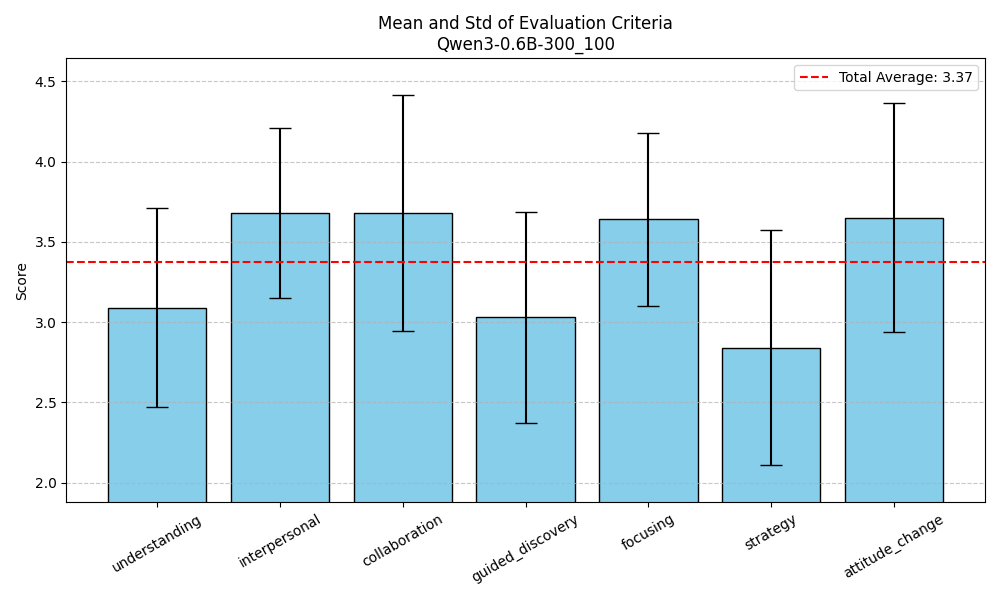 Mean and Std of Evaluation Criteria
Qwen3-0.6B-300_100
Total Average: 3.37
4.5
4.0
3.5
3.0
2.5
2.0
Score
understanding
interpersonal
collaboration
guided_discovery
focusing
strategy
attitude_change